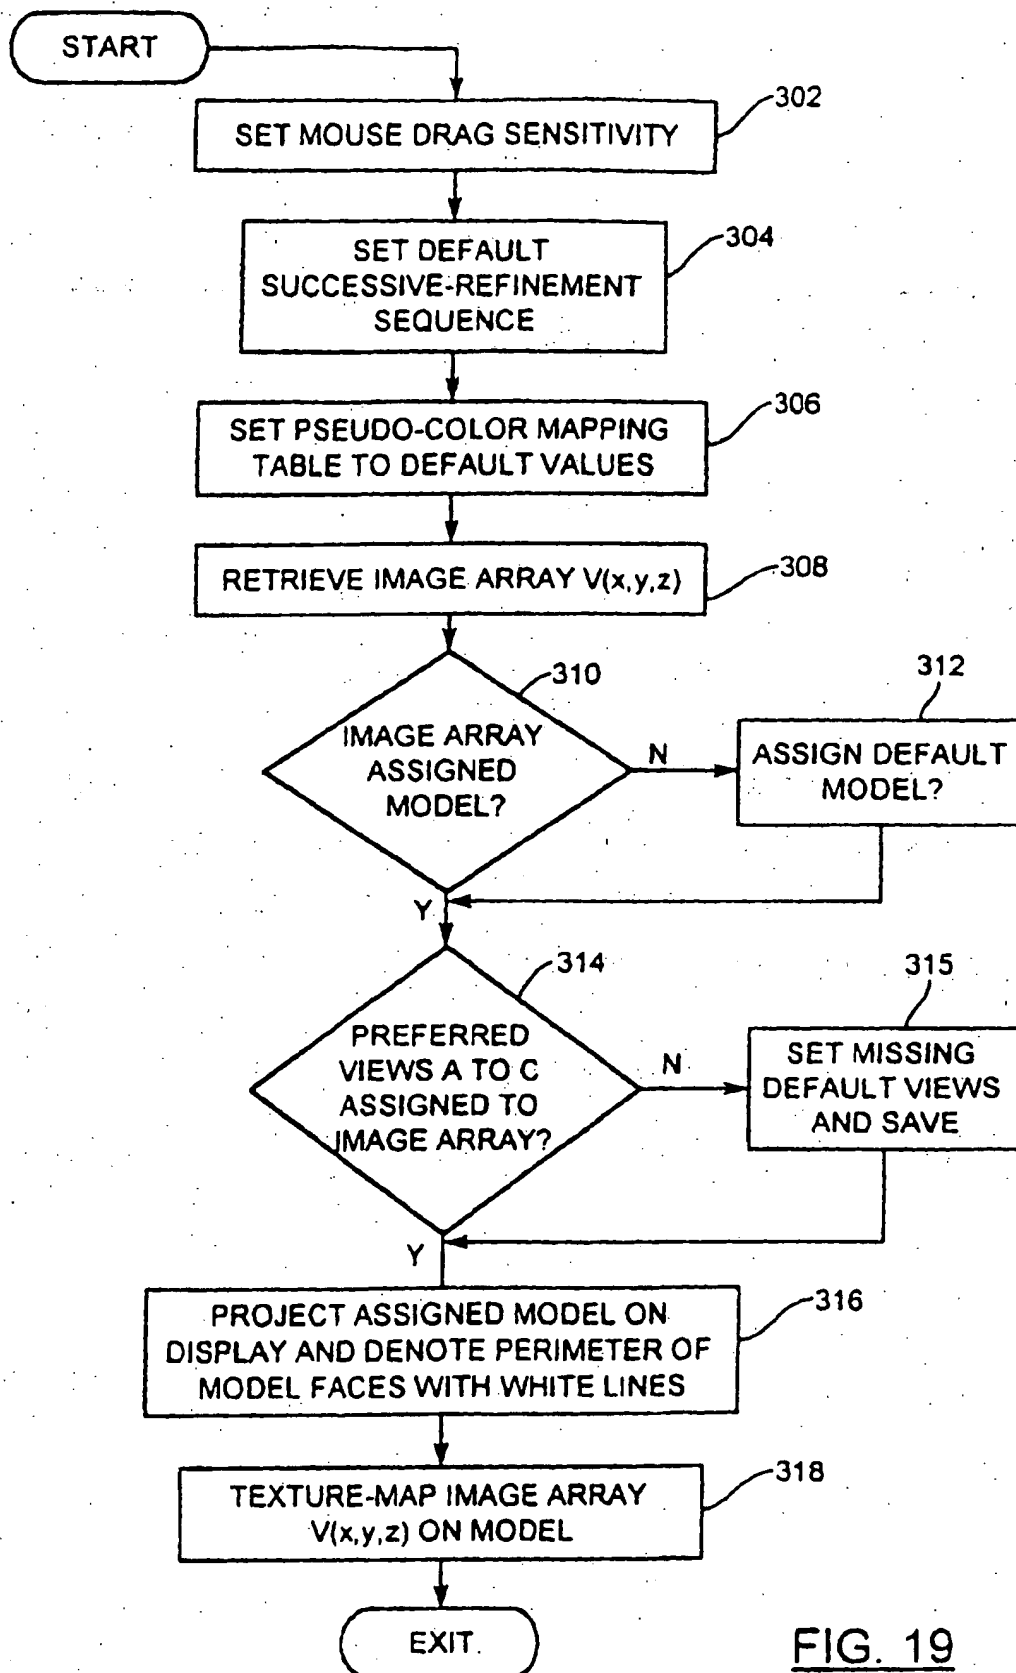 START
302
SET MOUSE DRAG SENSITIVITY
304
SET DEFAULT
SUCCESSIVE-REFINEMENT
SEQUENCE
306
SET PSEUDO-COLOR MAPPING
TABLE TO DEFAULT VALUES
308
RETRIEVE IMAGE ARRAY V(x,y,z)
310
IMAGE ARRAY
ASSIGNED
MODEL?
N
312
ASSIGN DEFAULT
MODEL?
Y
314
PREFERRED
VIEWS A TO C
ASSIGNED TO
IMAGE ARRAY?
N
315
SET MISSING
DEFAULT VIEWS
AND SAVE
Y
316
PROJECT ASSIGNED MODEL ON
DISPLAY AND DENOTE PERIMETER OF
MODEL FACES WITH WHITE LINES
318
TEXTURE-MAP IMAGE ARRAY
V(x,y,z) ON MODEL
EXIT
FIG. 19